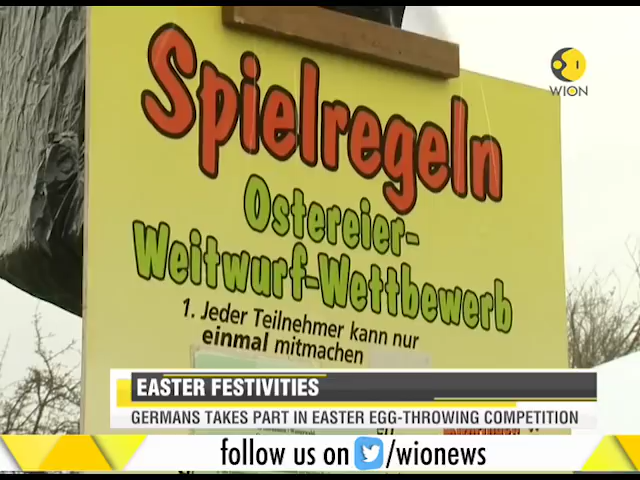 WION
Spielregeln
Ostereier-
Weitwurf-Wettbewerb
1. Jeder Teilnehmer kann nur
einmal mitmachen
EASTER FESTIVITIES
GERMANS TAKES PART IN EASTER EGG-THROWING COMPETITION
follow us on /wionews